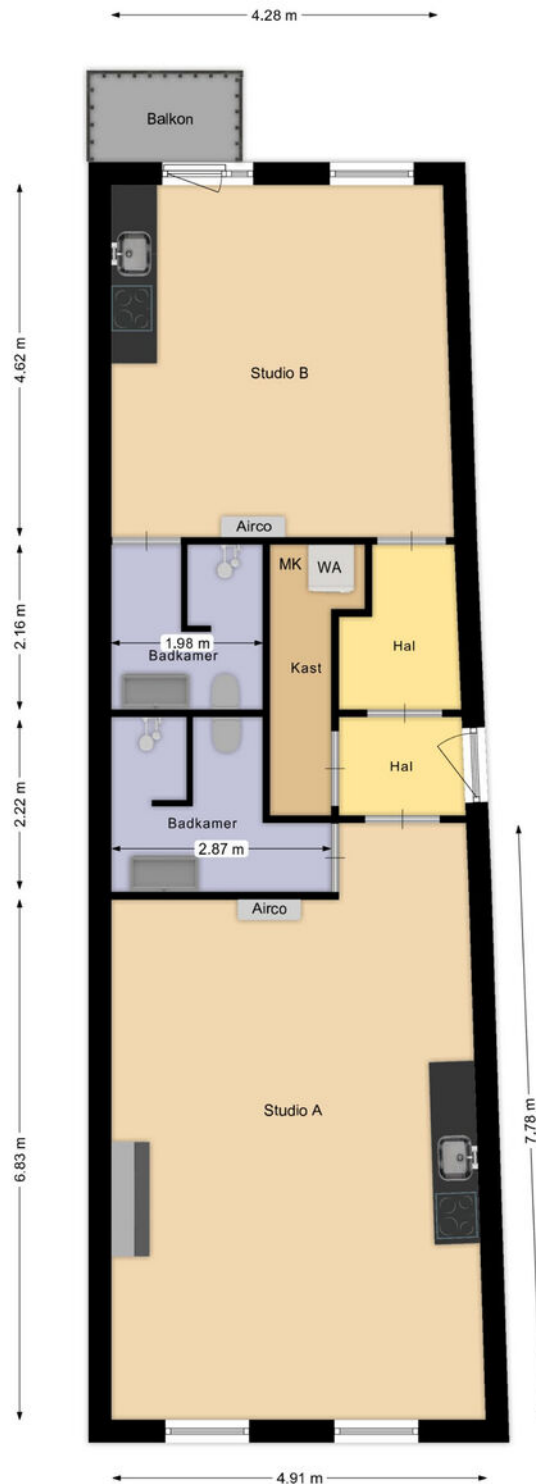 4.28 m
Balkon
4.62 m
Studio B
Airco
MK
WA
2.16 m
1.98 m
Badkamer
Kast
Hal
Hal
2.22 m
Badkamer
2.87 m
Airco
Studio A
6.83 m
7.78 m
4.91 m